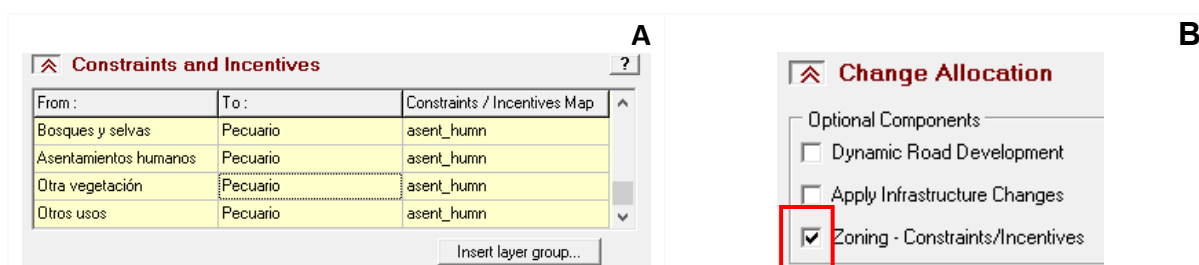 A
Constraints and Incentives
?
From : To : Constraints / Incentives Map
Bosques y selvas Pecuario asent_humn
Asentamientos humanos Pecuario asent_humn
Otra vegetación Pecuario asent_humn
Otros usos Pecuario asent_humn
Insert layer group...
B
Change Allocation
Optional Components
Dynamic Road Development
Apply Infrastructure Changes
Zoning - Constraints/Incentives